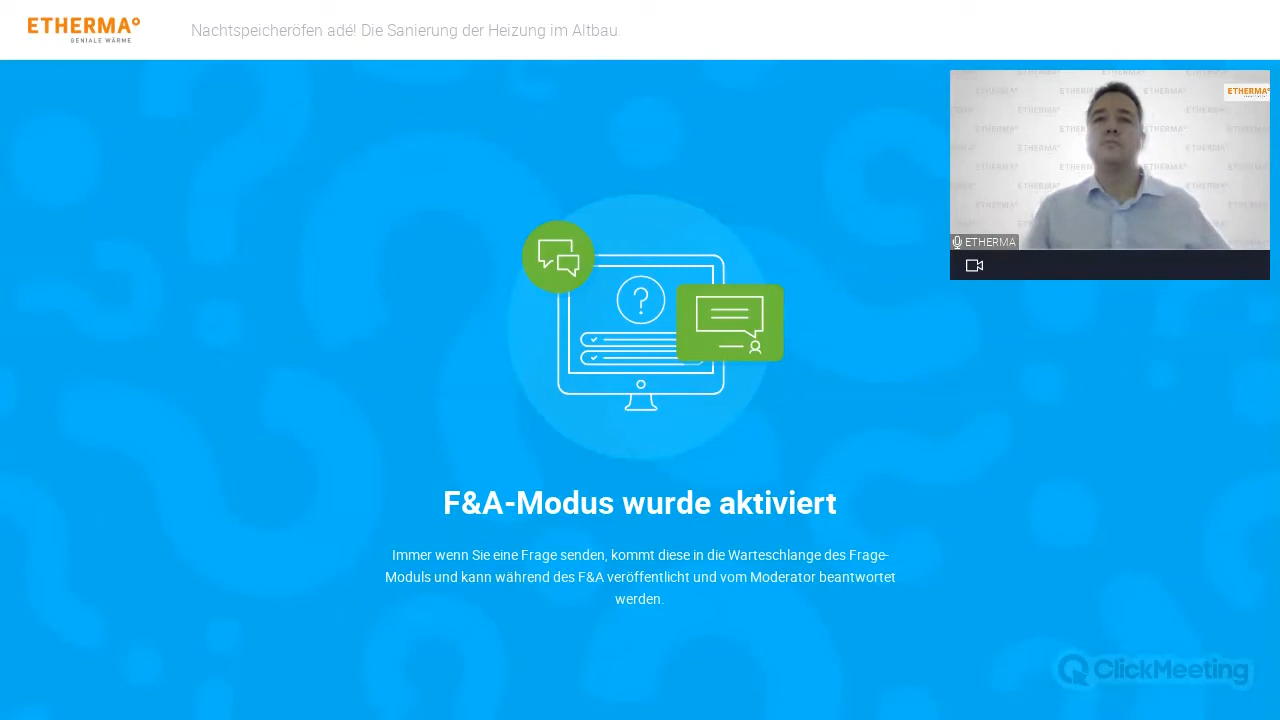 ETHERMA°
GENIALE WÄRME
Nachtspeicheröfen adé! Die Sanierung der Heizung im Altbau.
ETHERMA°
ETHERMA
F&A-Modus wurde aktiviert
Immer wenn Sie eine Frage senden, kommt diese in die Warteschlange des Frage-
Moduls und kann während des F&A veröffentlicht und vom Moderator beantwortet
werden.
ClickMeeting